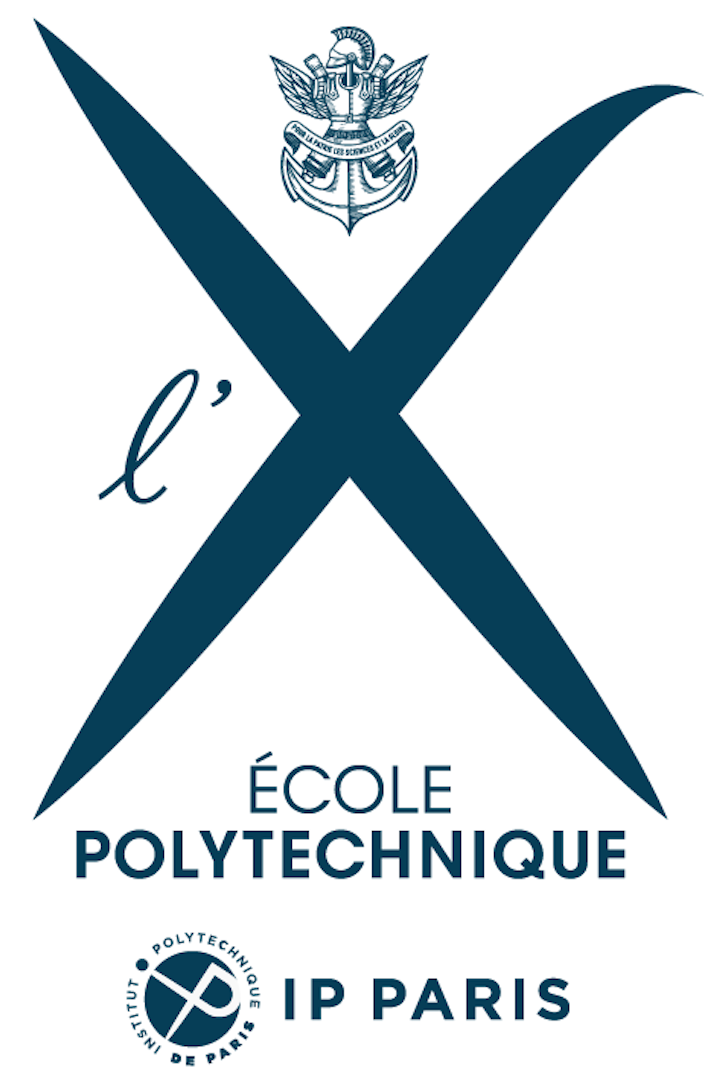 POUR LA PATRIE LES SCIENCES ET LA GLOIRE
l'X
ÉCOLE
POLYTECHNIQUE
INSTITUT POLYTECHNIQUE DE PARIS
IP PARIS